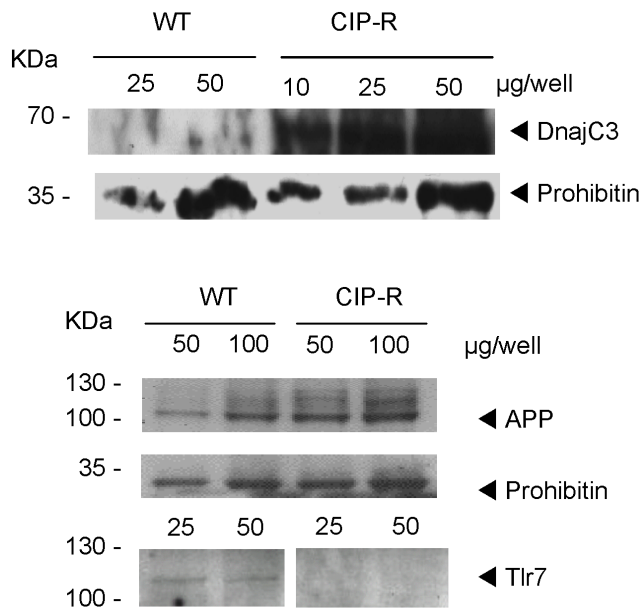 WT CIP-R
KDa
25 50 10 25 50 µg/well
70 - DnajC3
35 - Prohibitin
WT CIP-R
KDa
50 100 50 100 µg/well
130 -
100 - APP
35 -
Prohibitin
25 50 25 50
130 -
Tlr7
100 -